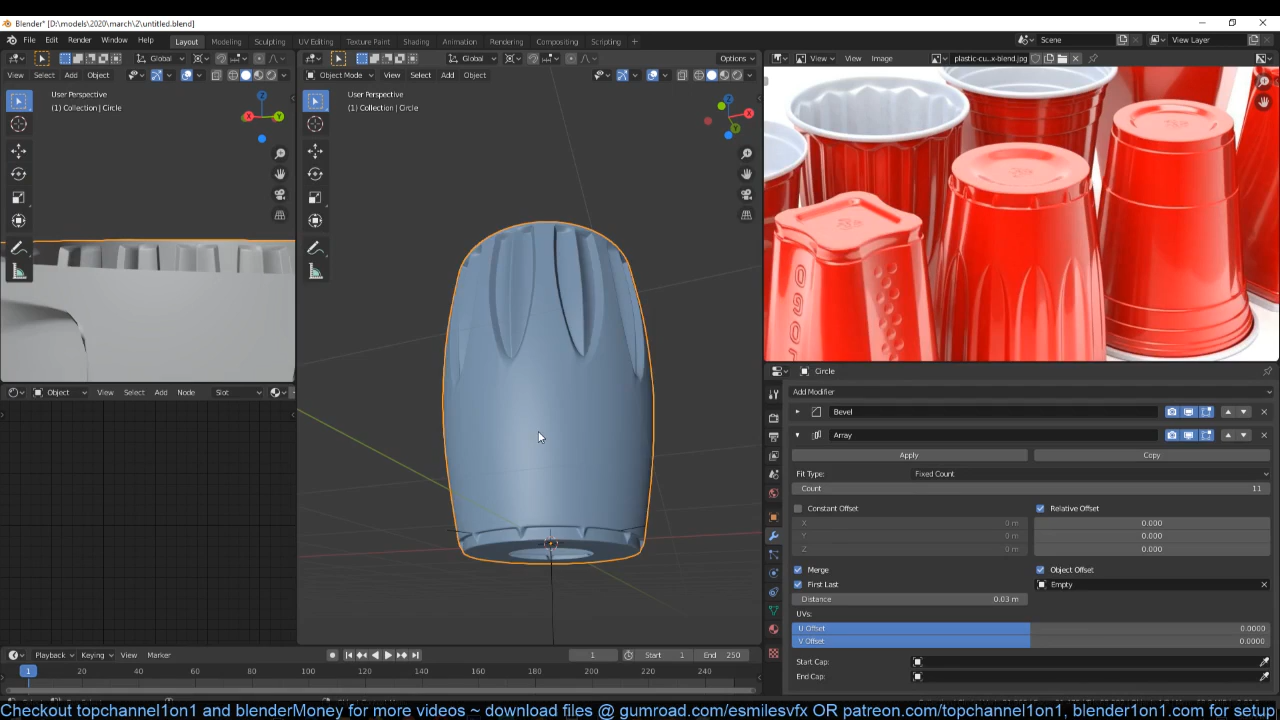 Blender* [D:\models\2020\march\2\untitled.blend]
File Edit Render Window Help Layout Modeling Sculpting UV Editing Texture Paint Shading Animation Rendering Compositing Scripting + Scene View Layer
Global Global Options View Image plastic-cu...x-blend.jpg
View Select Add Object Object Mode View Select Add Object
User Perspective User Perspective
(1) Collection | Circle (1) Collection | Circle
Z X Y Z X Y
SOLO
Circle
Add Modifier
Bevel
Array
Apply Copy
Fit Type: Fixed Count
Count 11
Constant Offset Relative Offset
X 0 m 0.000
Y 0 m 0.000
Z 0 m 0.000
Merge Object Offset
First Last Empty
Distance 0.03 m
UVs:
U Offset 0.0000
V Offset 0.0000
Start Cap:
End Cap:
Object View Select Add Node Slot
Playback Keying View Marker 1 Start 1 End 250
1 20 40 60 80 100 120 140 160 180 200 220 240
Checkout topchannel1on1 and blenderMoney for more videos ~ download files @ gumroad.com/esmilesvfx OR patreon.com/topchannel1on1, blender1on1.com for setup